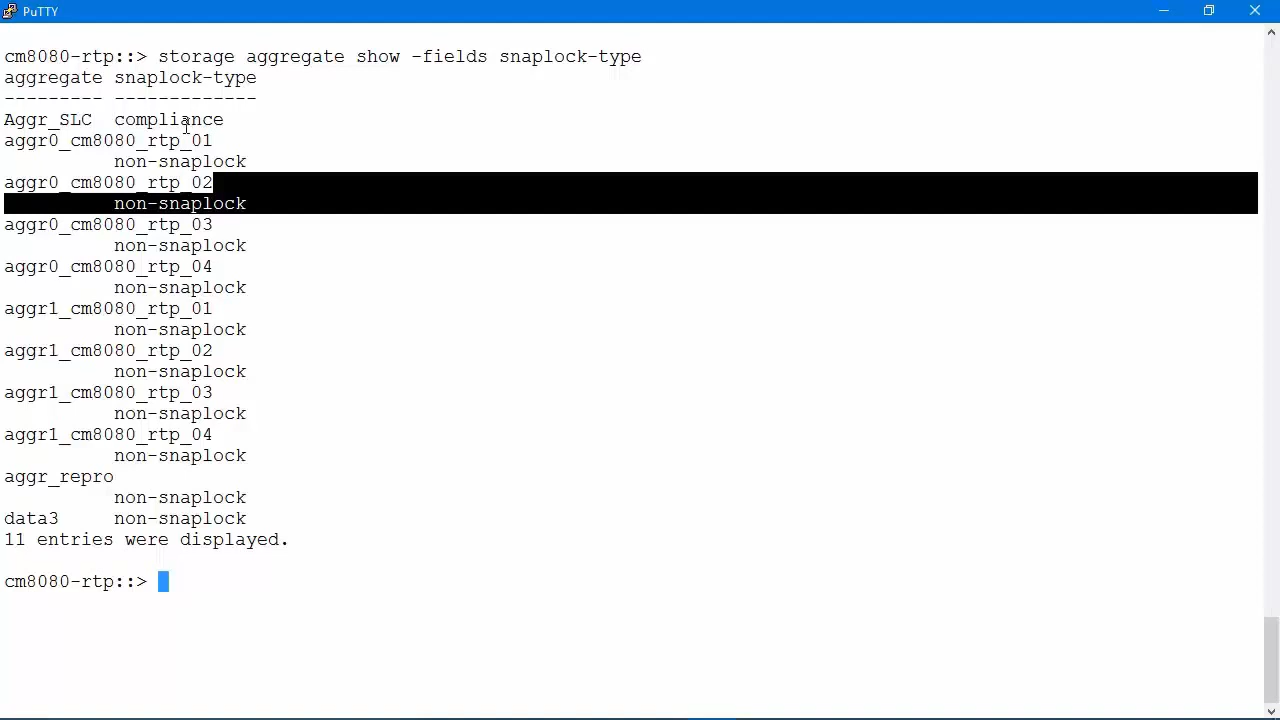 PuTTY
cm8080-rtp::> storage aggregate show -fields snaplock-type
aggregate snaplock-type
--------- -------------
Aggr_SLC  compliance
aggr0_cm8080_rtp_01
          non-snaplock
aggr0_cm8080_rtp_02
          non-snaplock
aggr0_cm8080_rtp_03
          non-snaplock
aggr0_cm8080_rtp_04
          non-snaplock
aggr1_cm8080_rtp_01
          non-snaplock
aggr1_cm8080_rtp_02
          non-snaplock
aggr1_cm8080_rtp_03
          non-snaplock
aggr1_cm8080_rtp_04
          non-snaplock
aggr_repro
          non-snaplock
data3     non-snaplock
11 entries were displayed.
cm8080-rtp::>